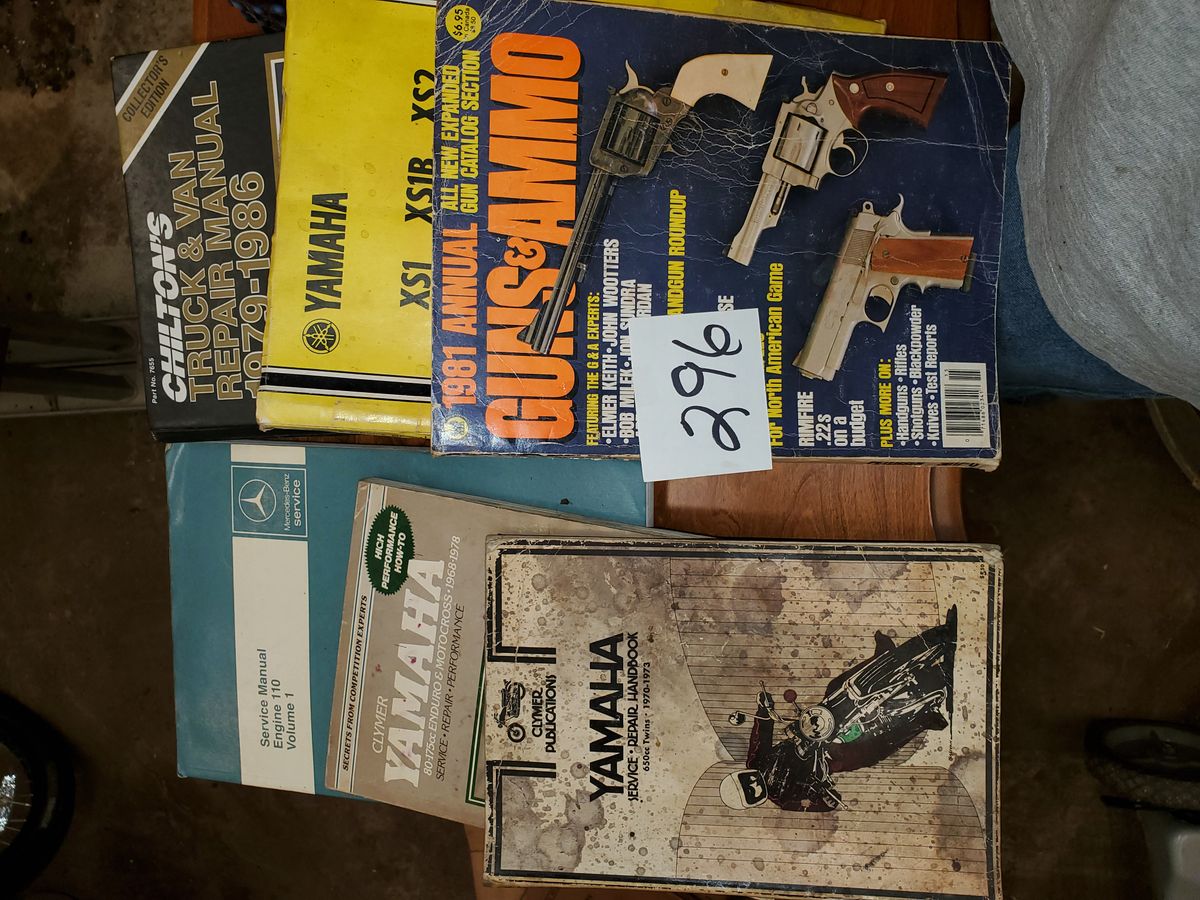 COLLECTOR'S
EDITION
Part No. 7655
CHILTON'S
TRUCK & VAN
REPAIR MANUAL
1979-1986
YAMAHA
XS1 XS1B XS2
$6.95
1981 ANNUAL
ALL NEW EXPANDED
GUN CATALOG SECTION
GUNS & AMMO
FEATURING THE G & A EXPERTS:
• ELMER KEITH • JOHN WOOTERS
• BOB MILEK • JON SUNDRA
HANDGUN ROUNDUP
For North American Game
RIMFIRE
.22s
on a
budget
PLUS MORE ON:
• Handguns • Rifles
• Shotguns • Blackpowder
• Knives • Test Reports
296
Mercedes-Benz
service
Service Manual
Engine 110
Volume 1
SECRETS FROM COMPETITION EXPERTS
HIGH
PERFORMANCE
HOW-TO
CLYMER
YAMAHA
80-175cc ENDURO & MOTOCROSS • 1968-1978
SERVICE • REPAIR • PERFORMANCE
CLYMER
PUBLICATIONS
YAMAHA
SERVICE • REPAIR HANDBOOK
650cc Twins • 1970-1973